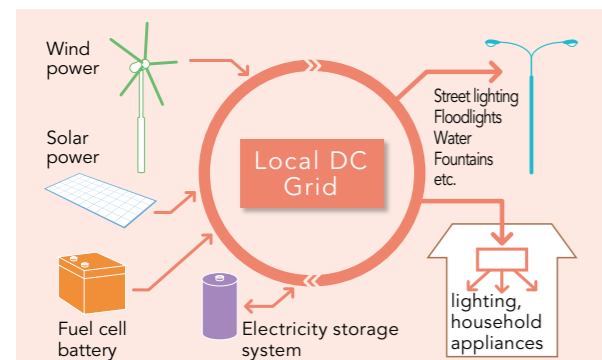 Wind
power
Solar
power
Fuel cell
battery
Electricity storage
system
Local DC
Grid
Street lighting
Floodlights
Water
Fountains
etc.
lighting,
household
appliances